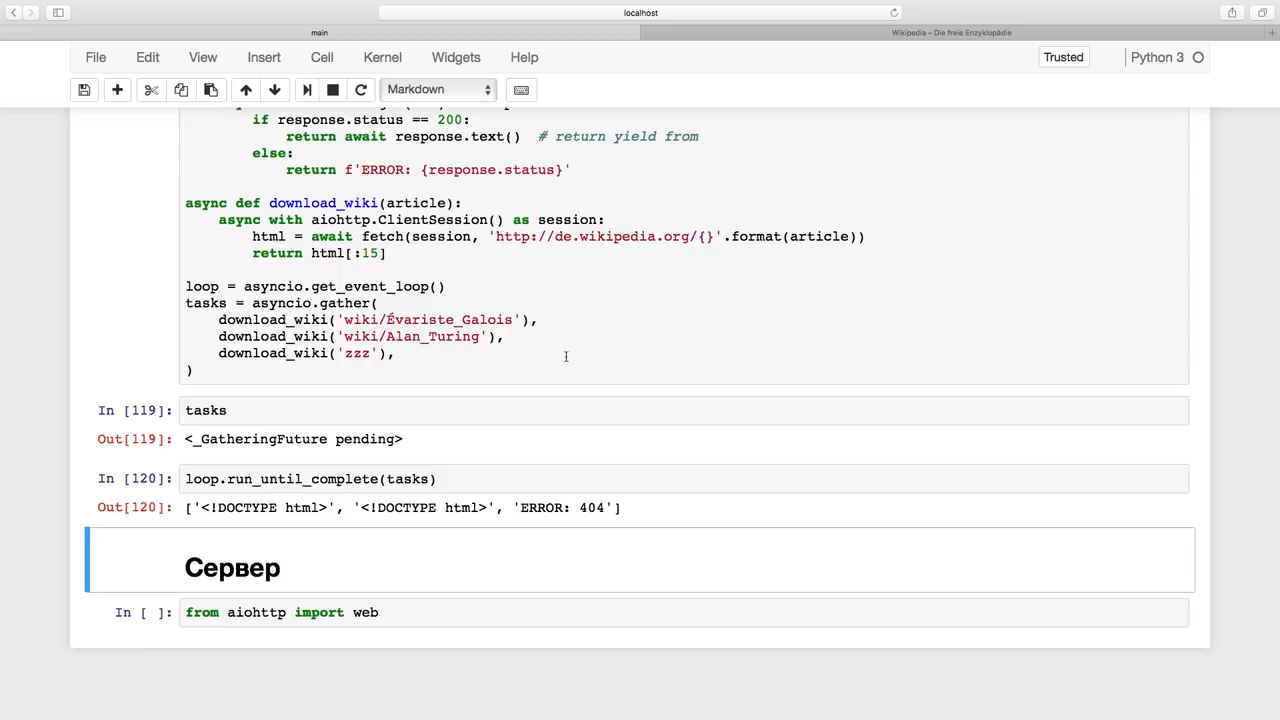 localhost
main
Wikipedia – Die freie Enzyklopädie
File Edit View Insert Cell Kernel Widgets Help
Trusted
Python 3
Markdown
if response.status == 200:
return await response.text()  # return yield from
else:
return f'ERROR: {response.status}'
async def download_wiki(article):
async with aiohttp.ClientSession() as session:
html = await fetch(session, 'http://de.wikipedia.org/{}'.format(article))
return html[:15]
loop = asyncio.get_event_loop()
tasks = asyncio.gather(
download_wiki('wiki/Évariste_Galois'),
download_wiki('wiki/Alan_Turing'),
download_wiki('zzz'),
)
In [119]: tasks
Out[119]: <_GatheringFuture pending>
In [120]: loop.run_until_complete(tasks)
Out[120]: ['<!DOCTYPE html>', '<!DOCTYPE html>', 'ERROR: 404']
Сервер
In [ ]: from aiohttp import web